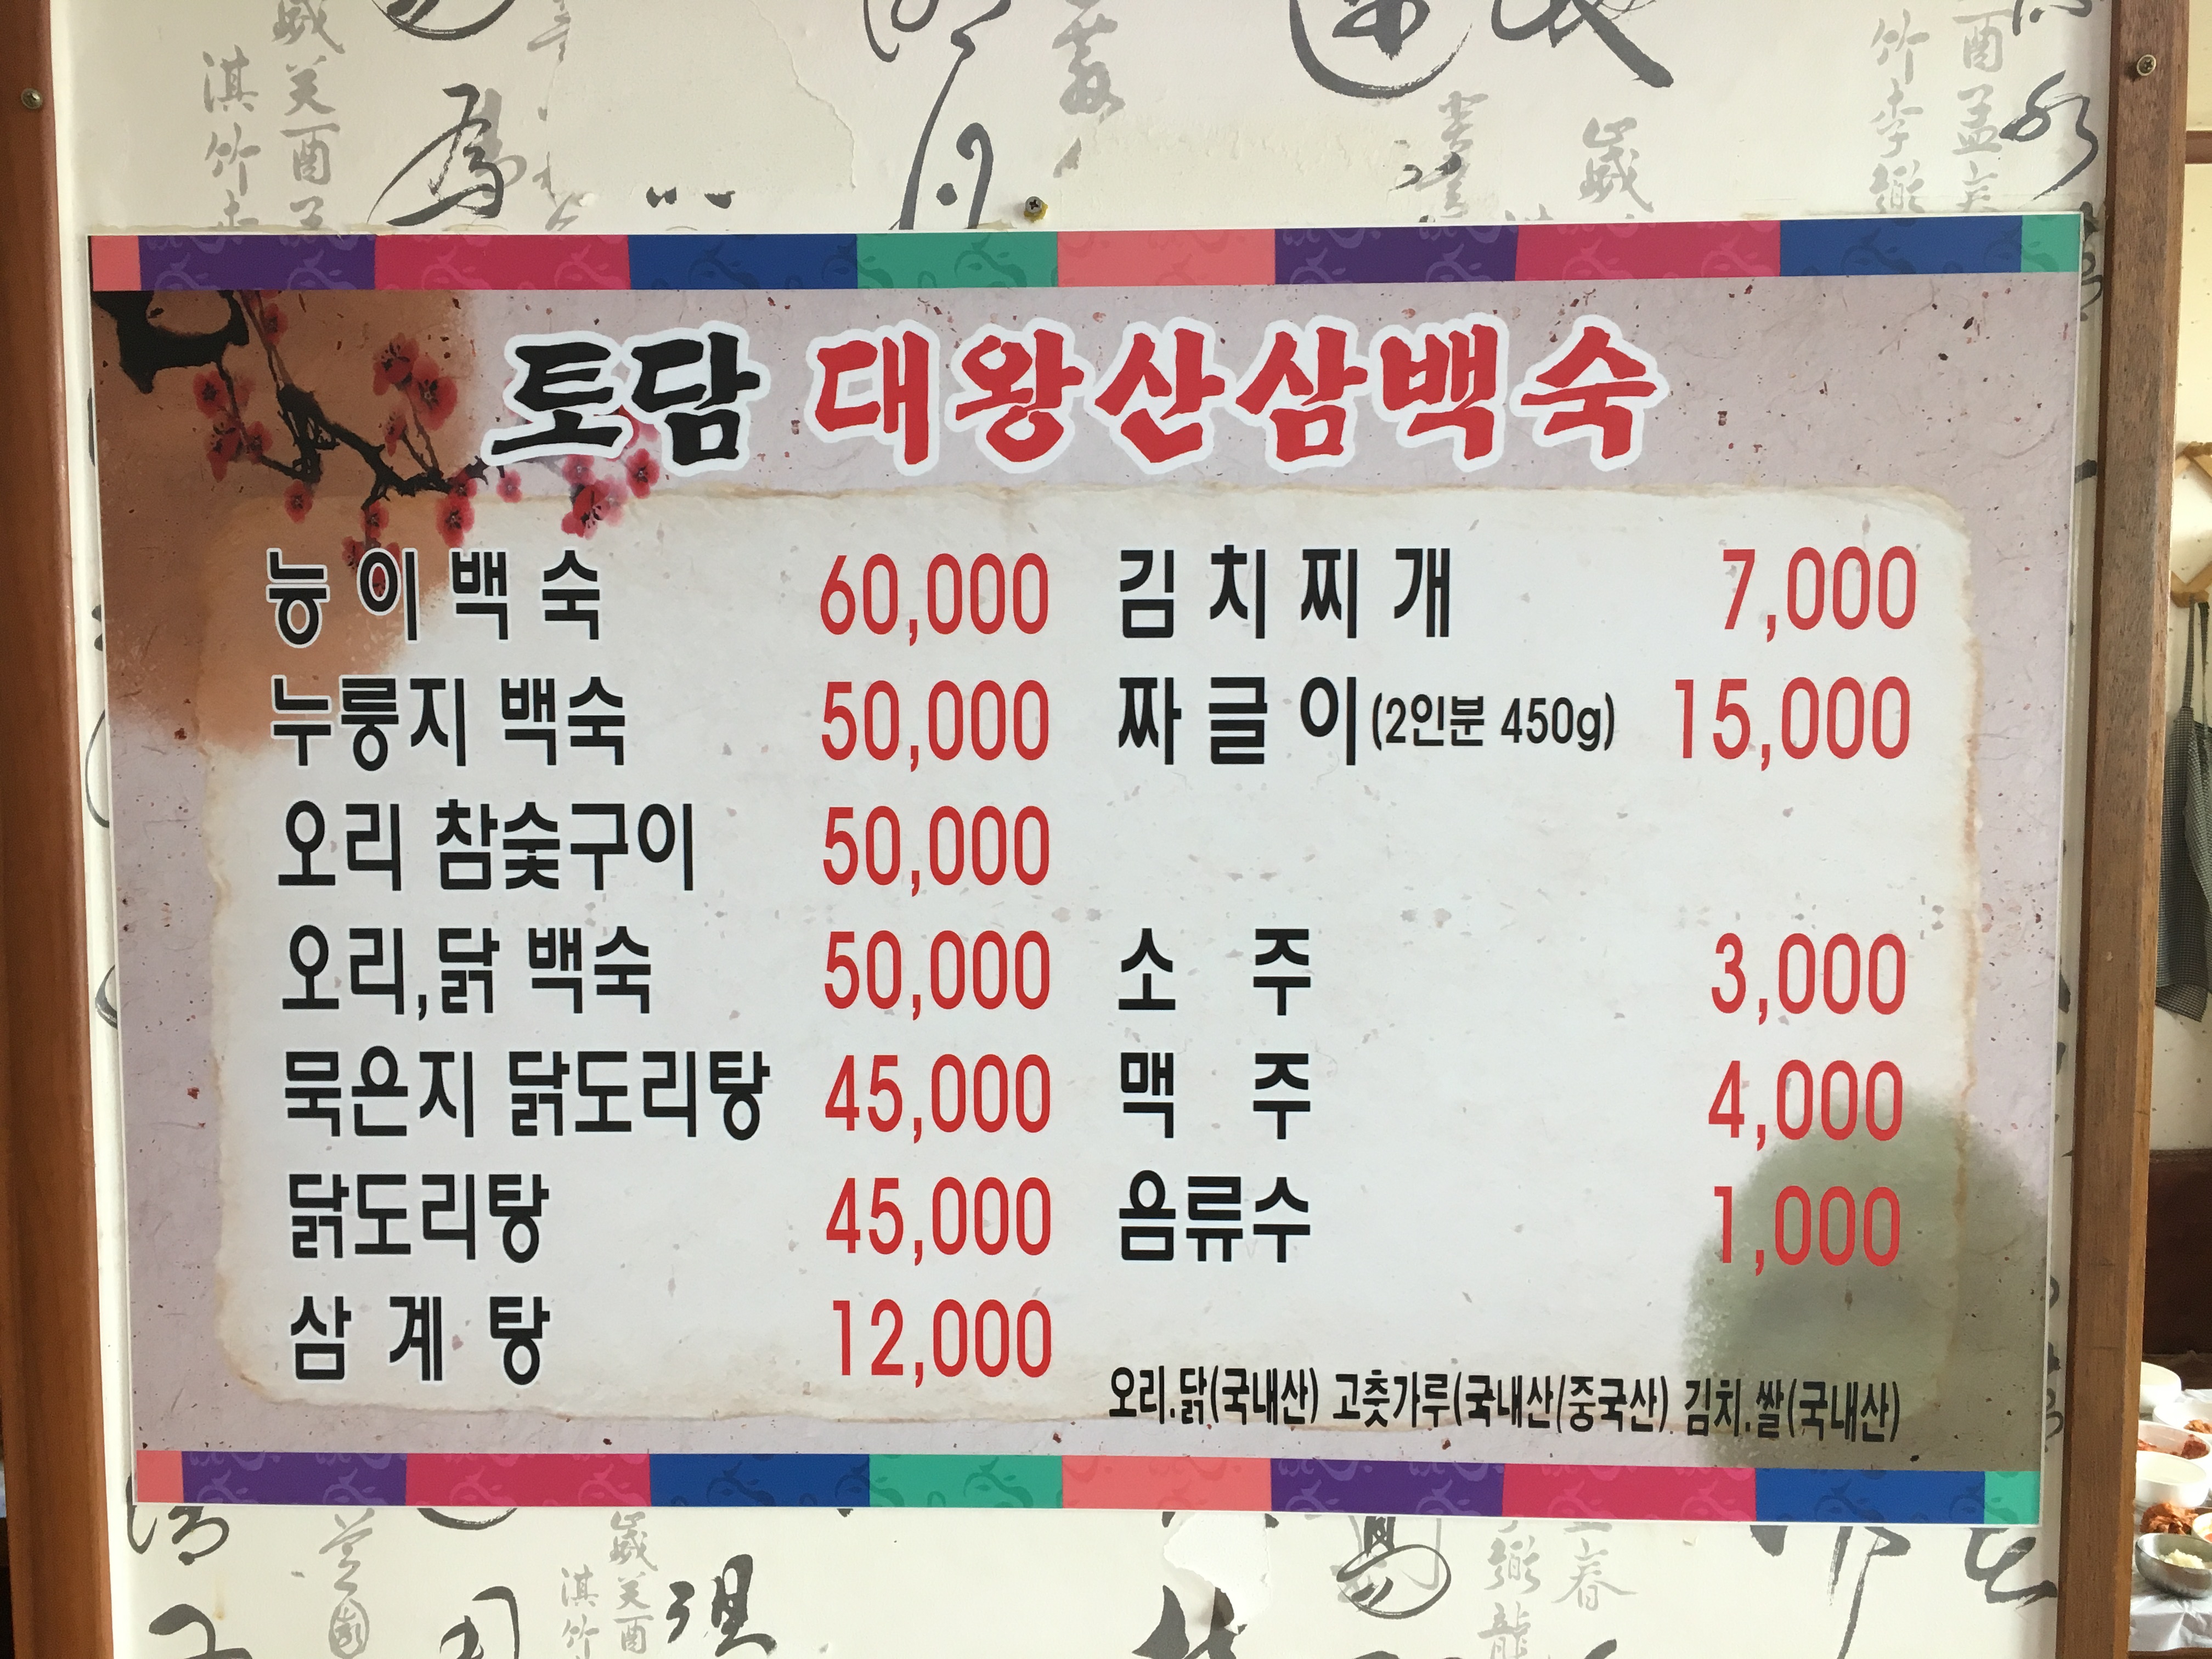 토담 대왕산삼백숙
능이백숙 60,000
누룽지 백숙 50,000
오리 참숯구이 50,000
오리,닭 백숙 50,000
묵은지 닭도리탕 45,000
닭도리탕 45,000
삼계탕 12,000
김치찌개 7,000
짜글이(2인분 450g) 15,000
소주 3,000
맥주 4,000
음류수 1,000
오리.닭(국내산) 고춧가루(국내산(중국산) 김치.쌀(국내산)